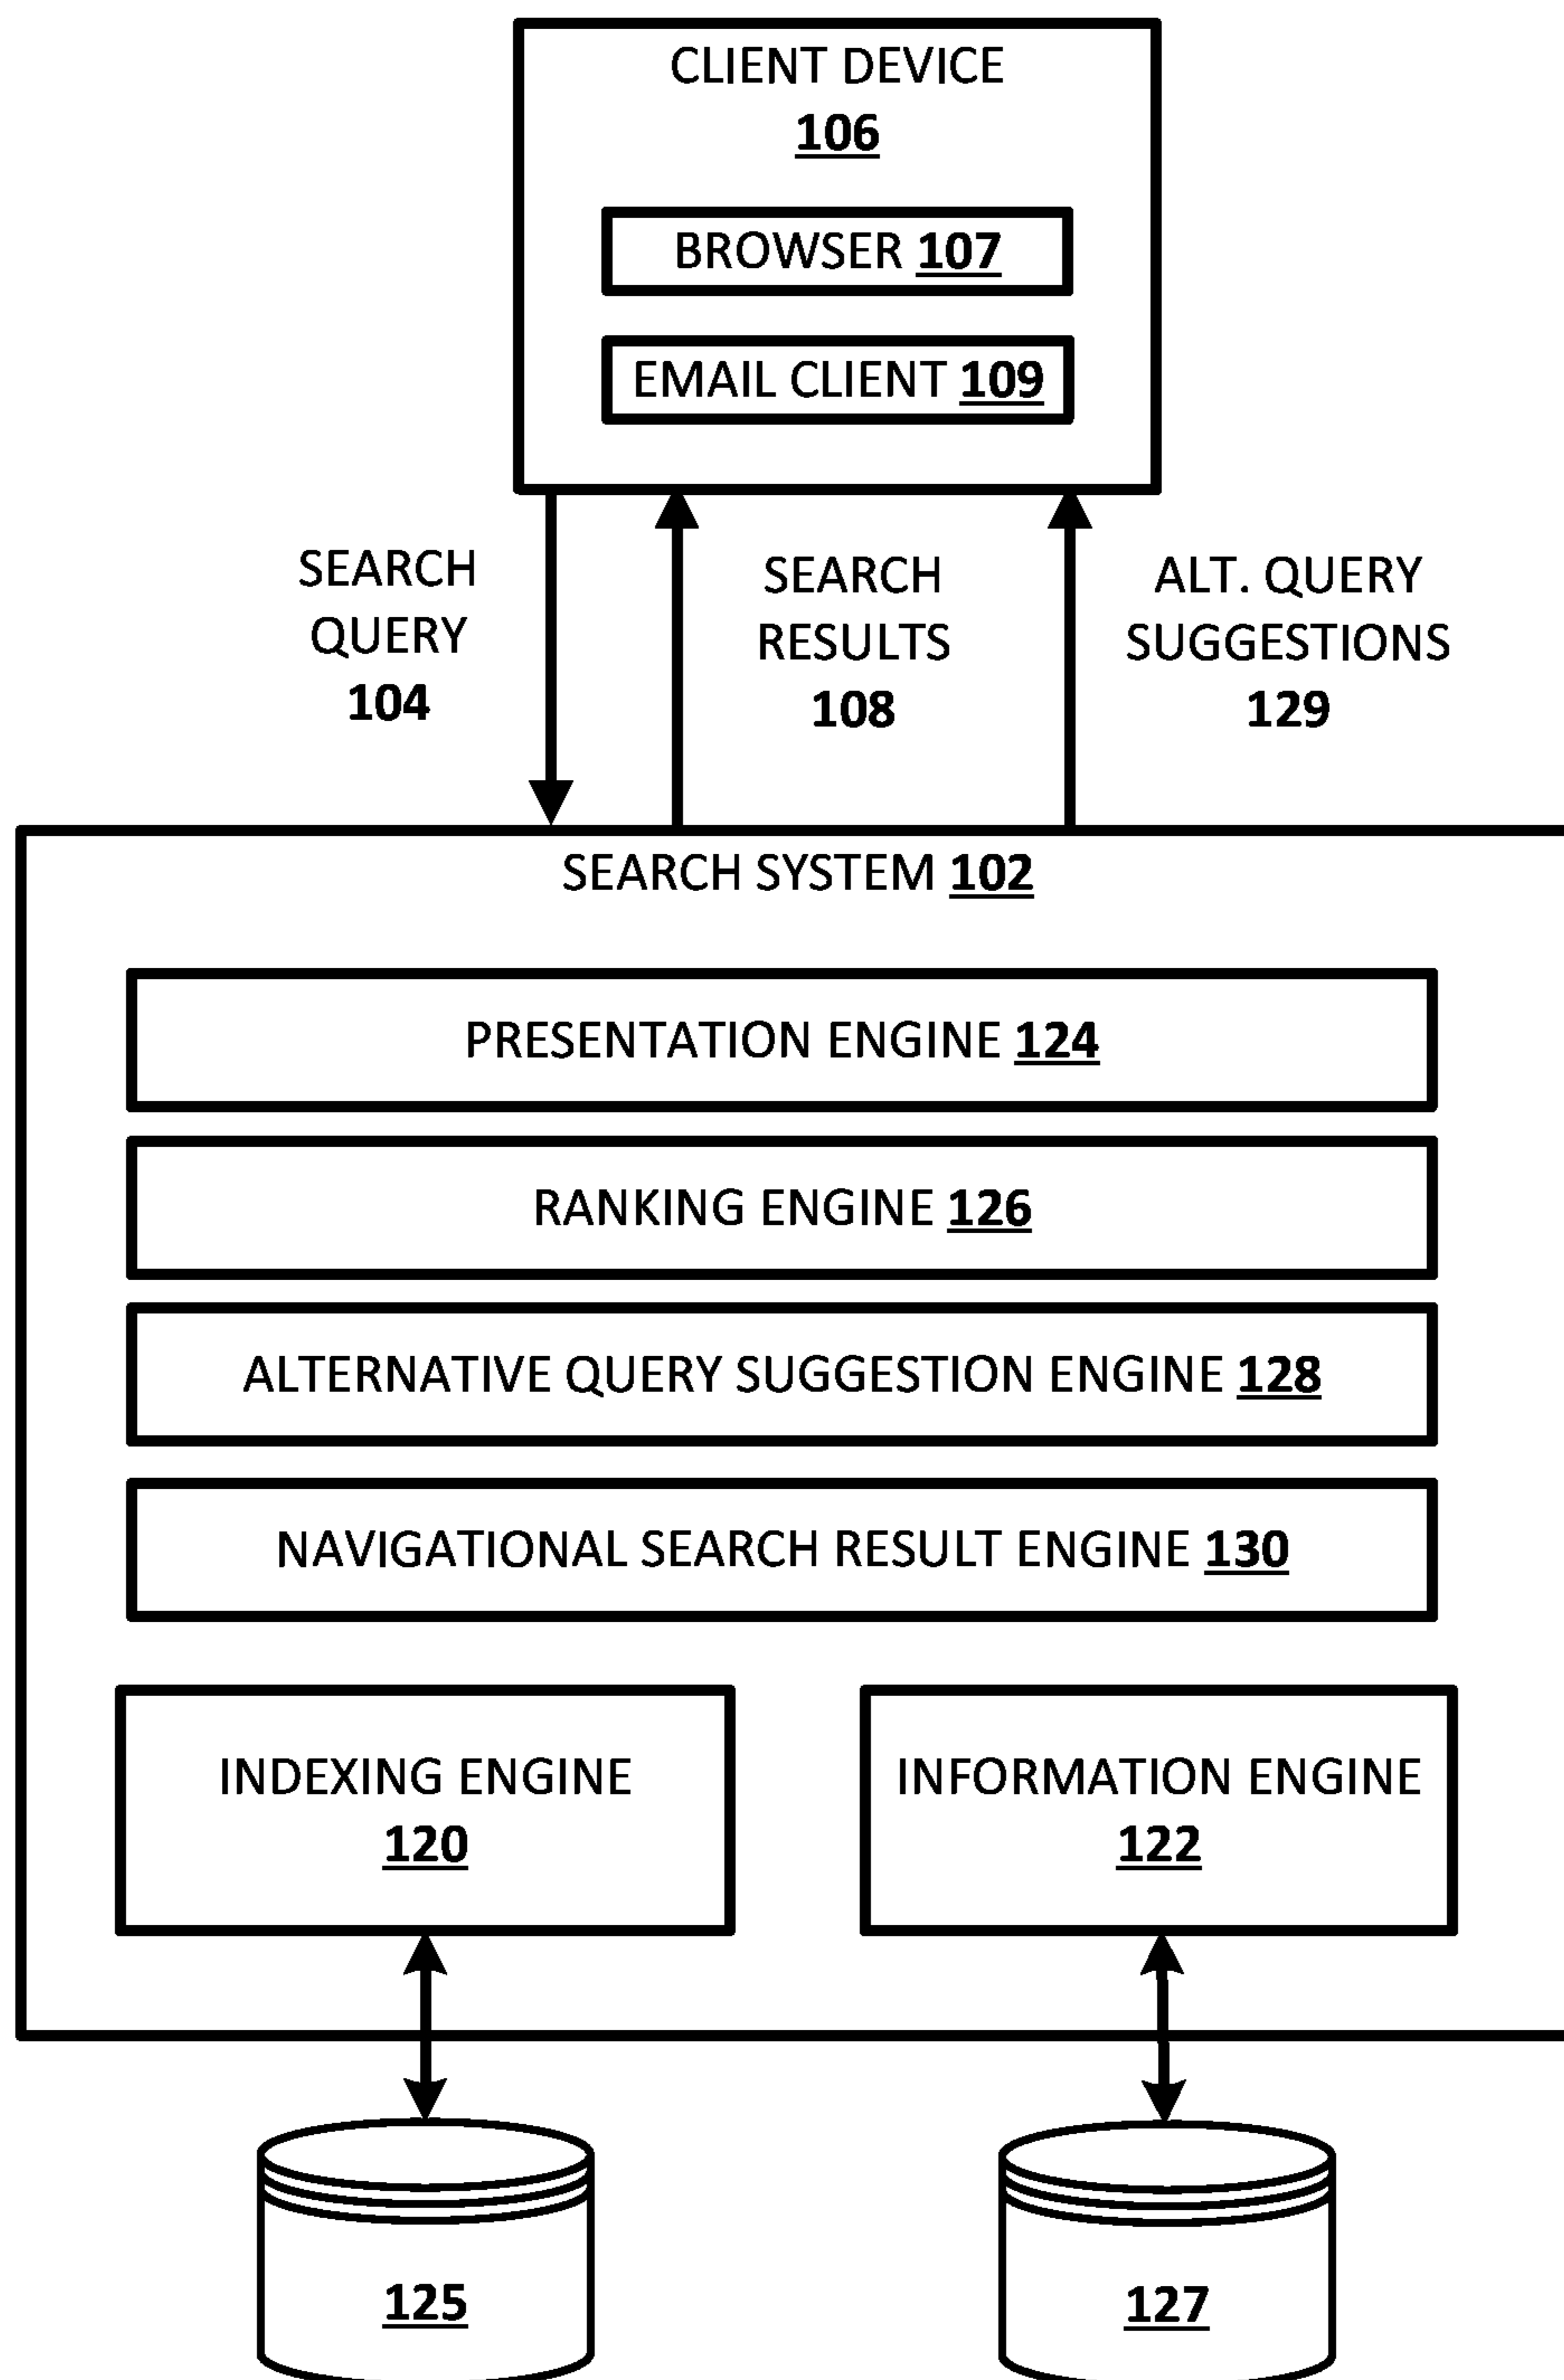 CLIENT DEVICE
106
BROWSER 107
EMAIL CLIENT 109
SEARCH
QUERY
104
SEARCH
RESULTS
108
ALT. QUERY
SUGGESTIONS
129
SEARCH SYSTEM 102
PRESENTATION ENGINE 124
RANKING ENGINE 126
ALTERNATIVE QUERY SUGGESTION ENGINE 128
NAVIGATIONAL SEARCH RESULT ENGINE 130
INDEXING ENGINE
120
INFORMATION ENGINE
122
125
127